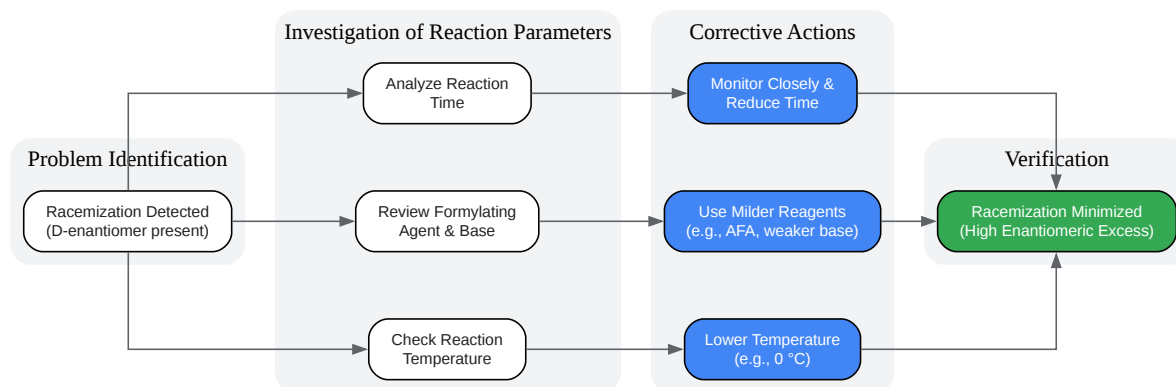 Problem Identification
Racemization Detected
(D-enantiomer present)
Investigation of Reaction Parameters
Analyze Reaction
Time
Review Formylating
Agent & Base
Check Reaction
Temperature
Corrective Actions
Monitor Closely &
Reduce Time
Use Milder Reagents
(e.g., AFA, weaker base)
Lower Temperature
(e.g., 0 °C)
Verification
Racemization Minimized
(High Enantiomeric Excess)